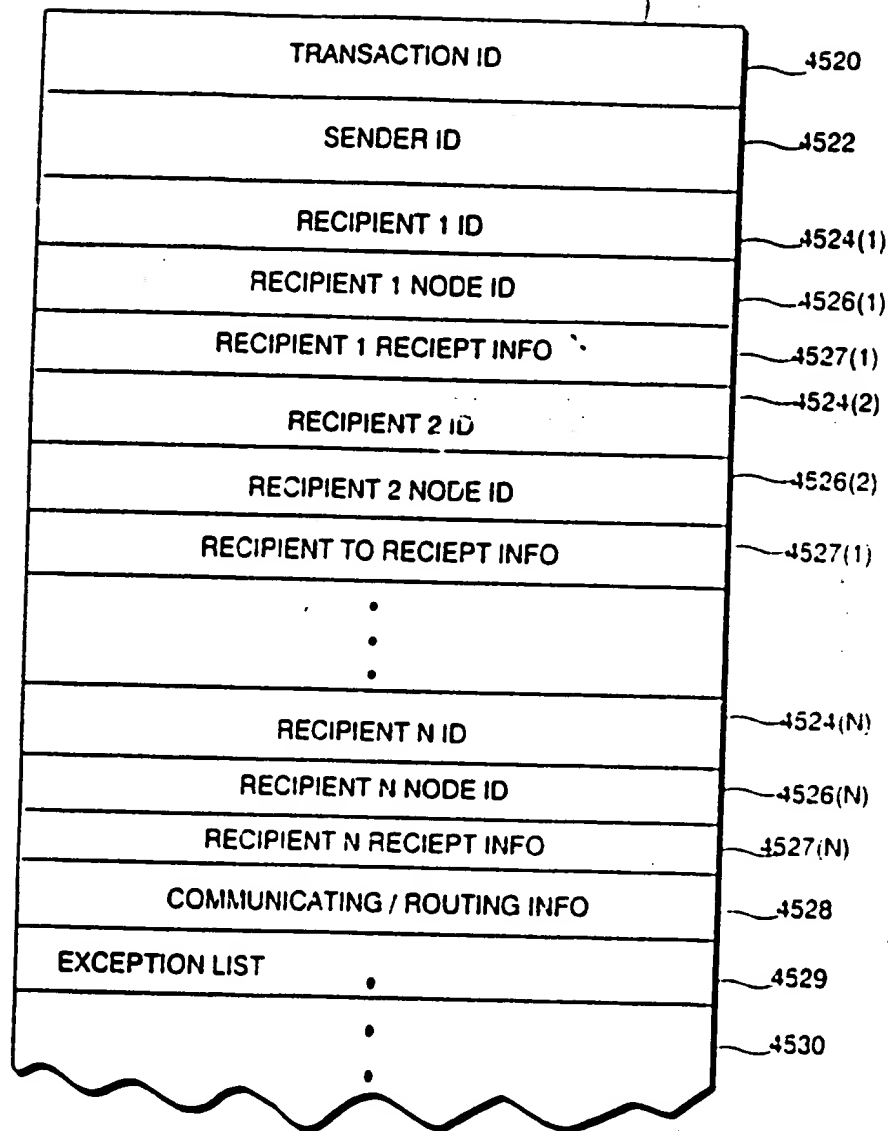 TRANSACTION ID 4520
SENDER ID 4522
RECIPIENT 1 ID 4524(1)
RECIPIENT 1 NODE ID 4526(1)
RECIPIENT 1 RECIEPT INFO 4527(1)
RECIPIENT 2 ID 4524(2)
RECIPIENT 2 NODE ID 4526(2)
RECIPIENT TO RECIEPT INFO 4527(1)
RECIPIENT N ID 4524(N)
RECIPIENT N NODE ID 4526(N)
RECIPIENT N RECIEPT INFO 4527(N)
COMMUNICATING / ROUTING INFO 4528
EXCEPTION LIST 4529
4530